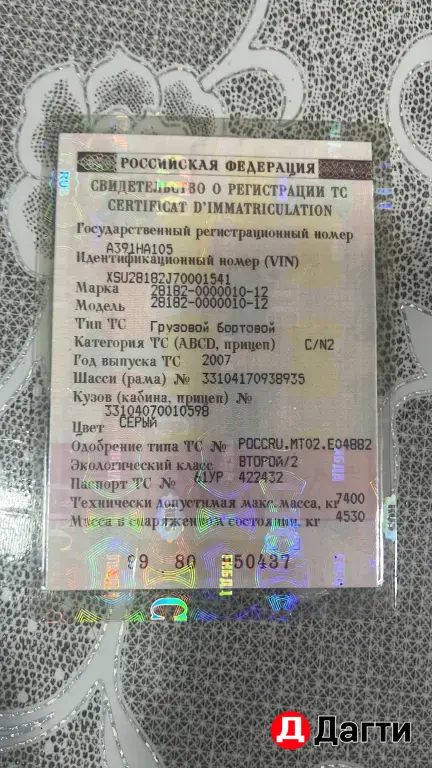 РОССИЙСКАЯ ФЕДЕРАЦИЯ
СВИДЕТЕЛЬСТВО О РЕГИСТРАЦИИ ТС
CERTIFICAT D'IMMATRICULATION
Государственный регистрационный номер
А391НА105
Идентификационный номер (VIN)
XSU28182J70001541
Марка 28182-0000010-12
Модель 28182-0000010-12
Тип ТС Грузовой бортовой
Категория ТС (ABCD, прицеп) C/N2
Год выпуска ТС 2007
Шасси (рама) № 33104170938935
Кузов (кабина, прицеп) №
33104070010598
Цвет СЕРЫЙ
Одобрение типа ТС № РОССRU.МТ02.Е04882
Экологический класс ВТОРОЙ/2
Паспорт ТС № 61УР 422432
Технически допустимая макс. масса, кг 7400
Масса в снаряженном состоянии, кг 4530
99 80 50437
Дагти